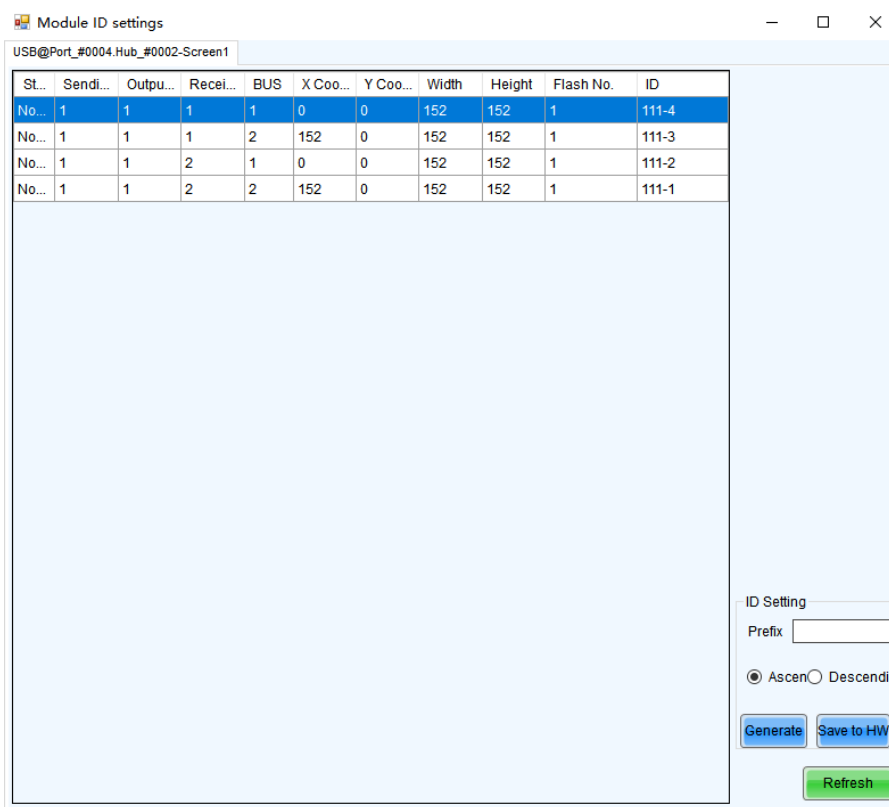 Module ID settings
USB@Port_#0004.Hub_#0002-Screen1
St... Sendi... Outpu... Recei... BUS X Coo... Y Coo... Width Height Flash No. ID
No... 1 1 1 1 0 0 152 152 1 111-4
No... 1 1 1 2 152 0 152 152 1 111-3
No... 1 1 2 1 0 0 152 152 1 111-2
No... 1 1 2 2 152 0 152 152 1 111-1
ID Setting
Prefix
Ascen Descendi
Generate Save to HW
Refresh